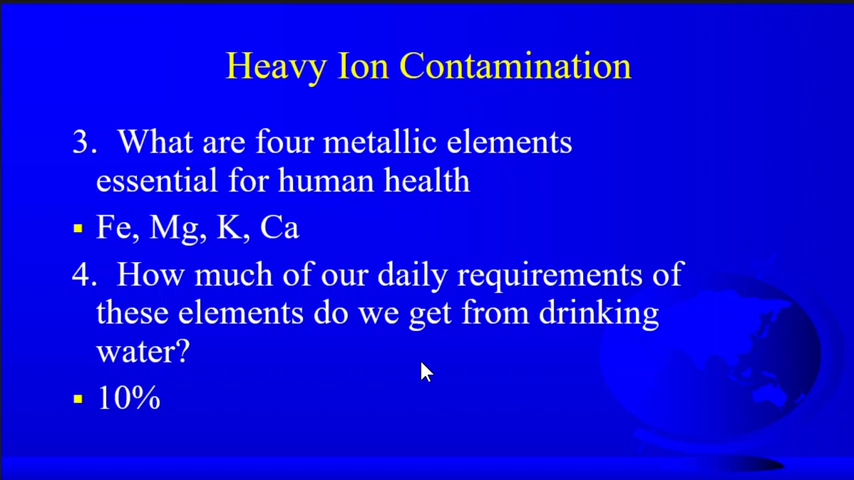 Heavy Ion Contamination
3. What are four metallic elements
essential for human health
▪ Fe, Mg, K, Ca
4. How much of our daily requirements of
these elements do we get from drinking
water?
▪ 10%